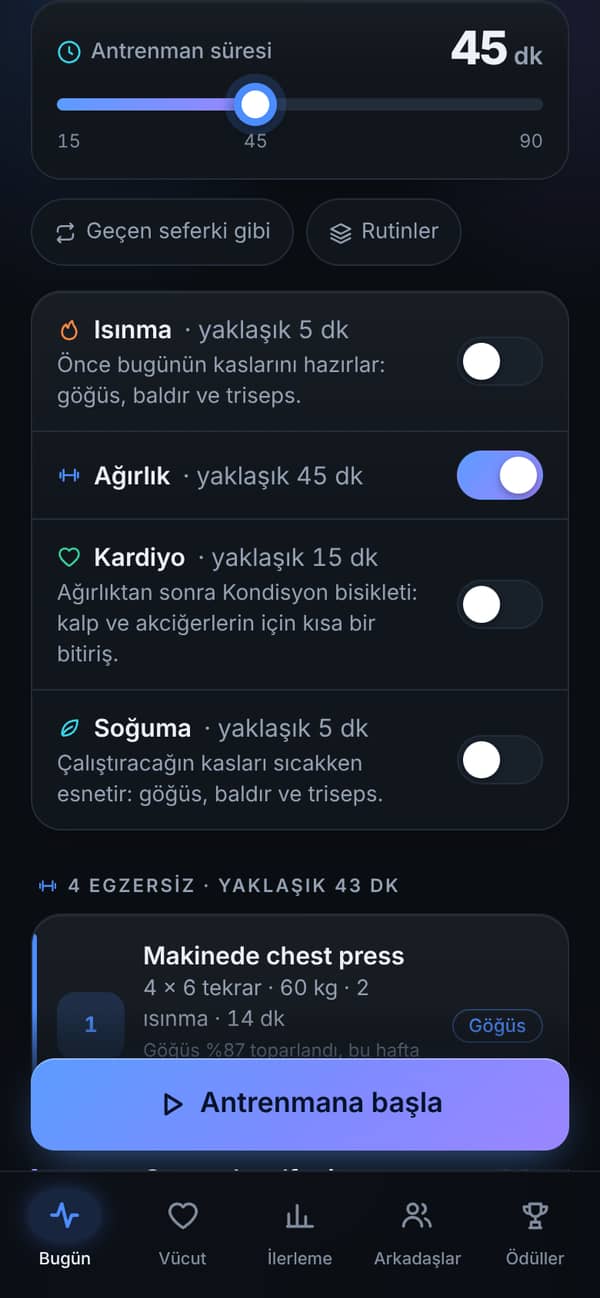 Antrenman süresi 45 dk
15 45 90
Geçen seferki gibi Rutinler
Isınma · yaklaşık 5 dk
Önce bugünün kaslarını hazırlar:
göğüs, baldır ve triseps.
Ağırlık · yaklaşık 45 dk
Kardiyo · yaklaşık 15 dk
Ağırlıktan sonra Kondisyon bisikleti:
kalp ve akciğerlerin için kısa bir
bitiriş.
Soğuma · yaklaşık 5 dk
Çalıştıracağın kasları sıcakken
esnetir: göğüs, baldır ve triseps.
4 EGZERSİZ · YAKLAŞIK 43 DK
Makinede chest press
4 × 6 tekrar · 60 kg · 2
ısınma · 14 dk
1
Göğüs
Göğüs %87 toparlandı, bu hafta
Antrenmana başla
Bugün Vücut İlerleme Arkadaşlar Ödüller